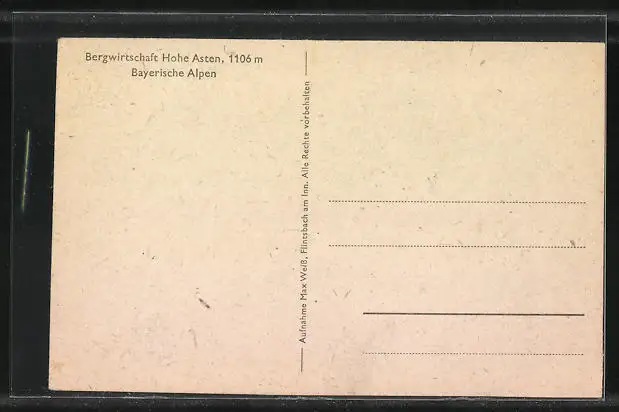 Bergwirtschaft Hohe Asten, 1106 m
Bayerische Alpen
Aufnahme Max Weiß, Flintsbach am Inn. Alle Rechte vorbehalten